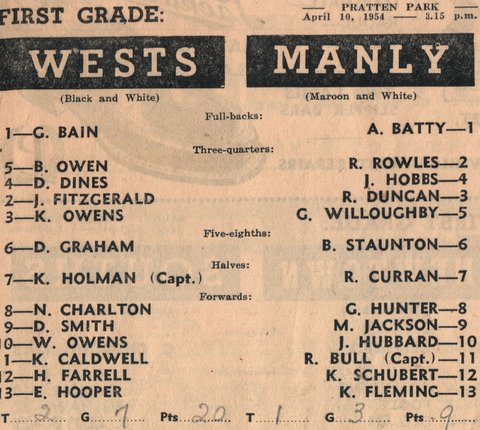 FIRST GRADE:
PRATTEN PARK
April 10, 1954 — 3.15 p.m.
WESTS MANLY
(Black and White) (Maroon and White)
Full-backs:
1—G. BAIN A. BATTY—1
Three-quarters:
5—B. OWEN R. ROWLES—2
4—D. DINES J. HOBBS—4
2—J. FITZGERALD R. DUNCAN—3
3—K. OWENS G. WILLOUGHBY—5
Five-eighths:
6—D. GRAHAM B. STAUNTON—6
Halves:
7—K. HOLMAN (Capt.) R. CURRAN—7
Forwards:
8—N. CHARLTON G. HUNTER—8
9—D. SMITH M. JACKSON—9
10—W. OWENS J. HUBBARD—10
1—K. CALDWELL R. BULL (Capt.)—11
12—H. FARRELL K. SCHUBERT—12
13—E. HOOPER K. FLEMING—13
T 2 G 7 Pts 20 T 1 G 3 Pts 9